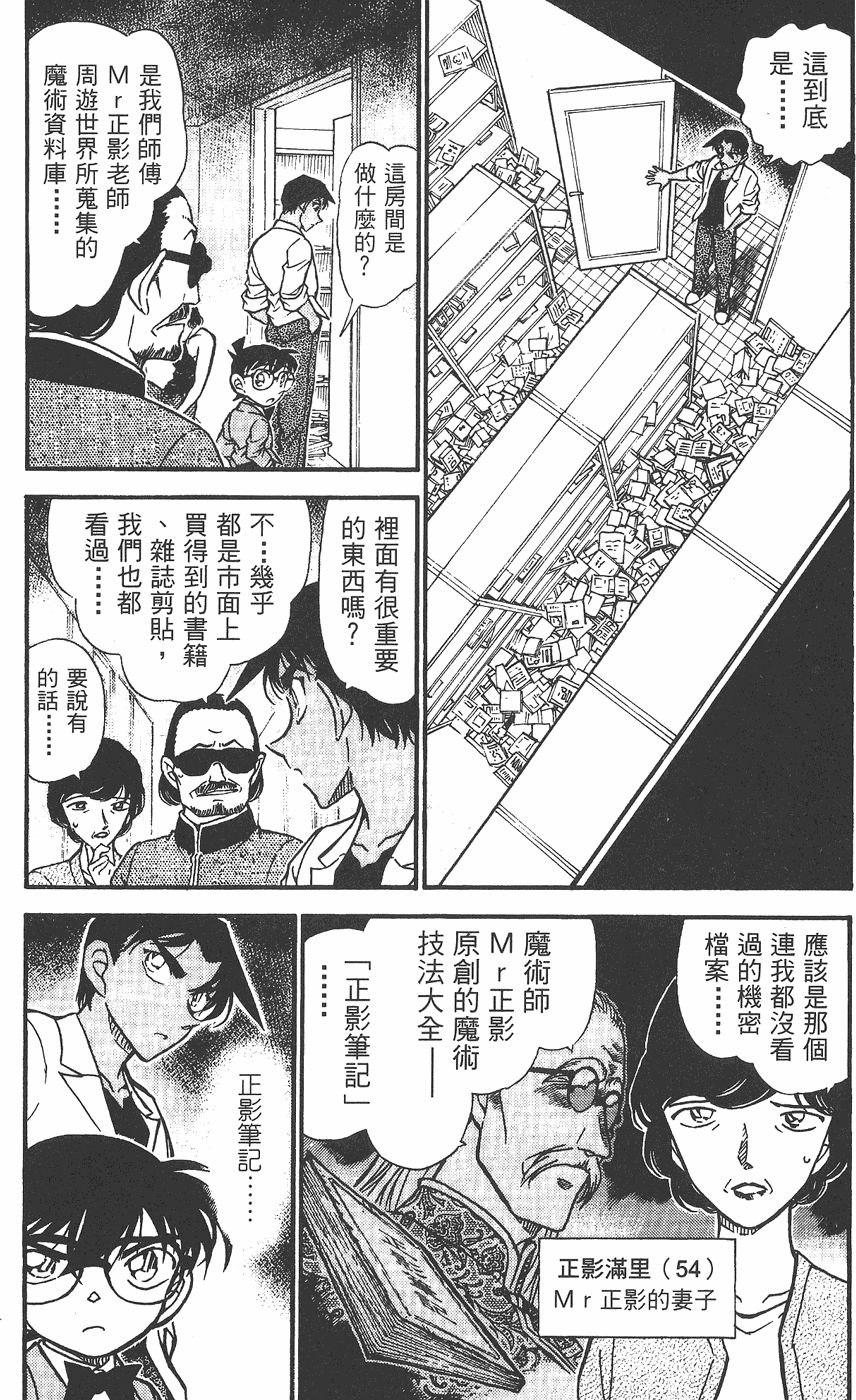 這到底
是……
這房間是
做什麼的？
是我們師傅
Mr正影老師
周遊世界所蒐集的
魔術資料庫……
裡面有很重要
的東西嗎？
不…幾乎
都是市面上
買得到的書籍
、雜誌剪貼，
我們也都
看過……
要說有
的話……
應該是那個
連我都沒看
過的機密
檔案……
魔術師
Mr正影
原創的魔術
技法大全——
「正影筆記」
……
正影滿里（54）
Mr正影的妻子
正影筆記……